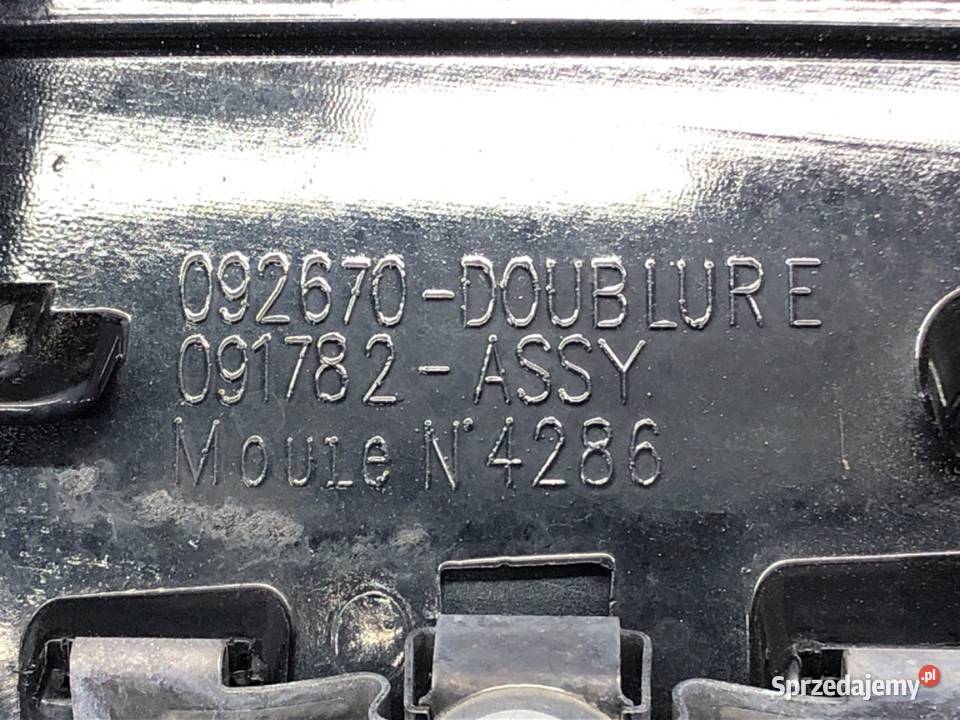 092670-DOUBLURE
091782-ASSY
Moule N°4286
Sprzedajemy.pl